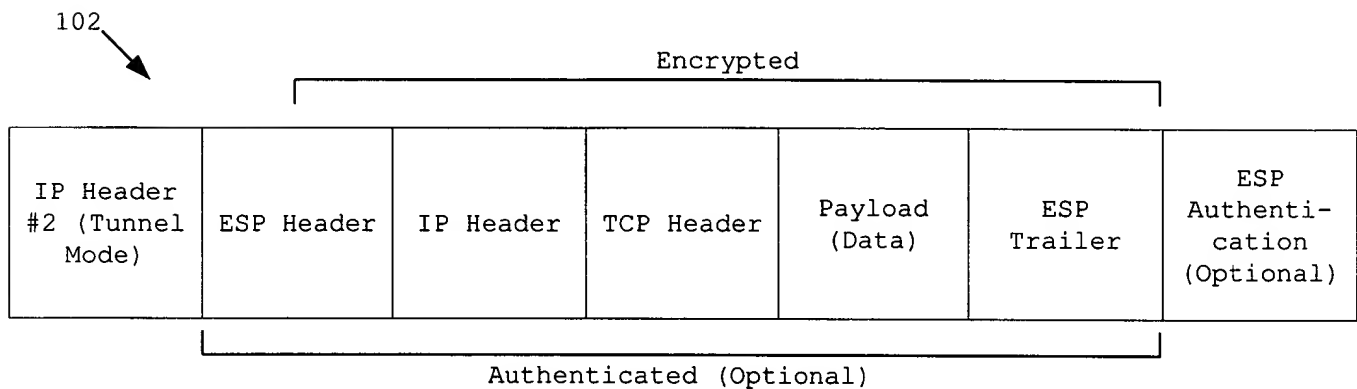 102
Encrypted
IP Header
#2 (Tunnel
Mode)
ESP Header
IP Header
TCP Header
Payload
(Data)
ESP
Trailer
ESP
Authenti-
cation
(Optional)
Authenticated (Optional)